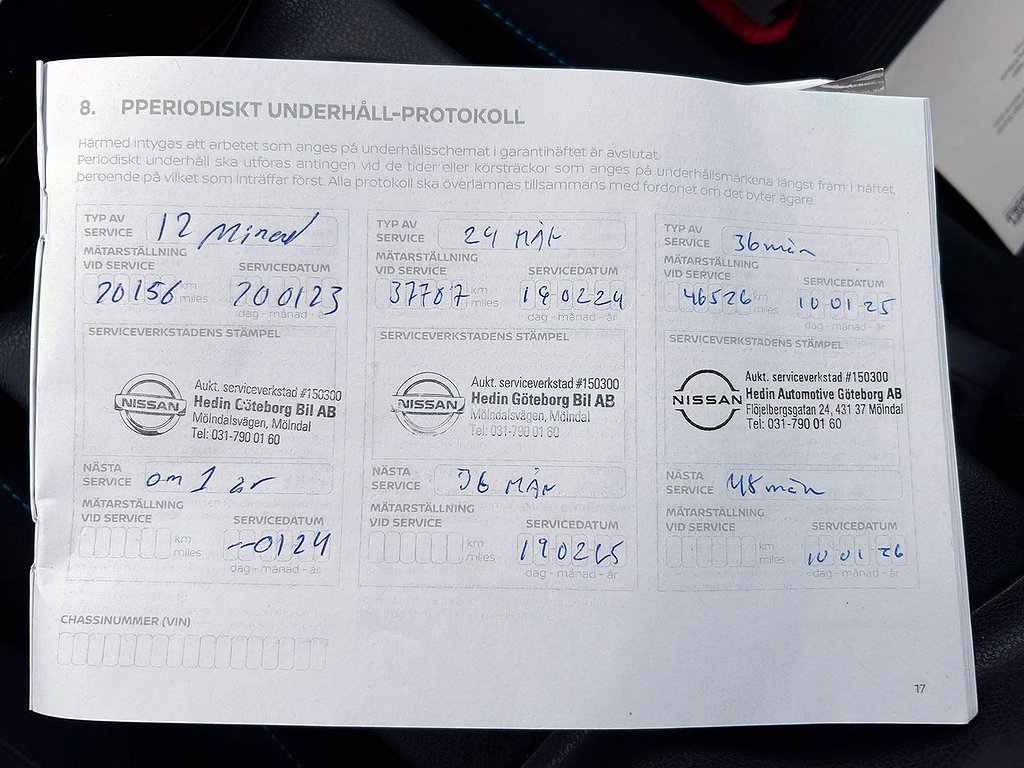 8. PPERIODISKT UNDERHÅLL-PROTOKOLL
Härmed intygas att arbetet som anges på underhållsschemat i garantihäftet är avslutat.
Periodiskt underhåll ska utföras antingen vid de tider eller körsträckor som anges på underhållsmärkena längst fram i häftet,
beroende på vilket som inträffar först. Alla protokoll ska överlämnas tillsammans med fordonet om det byter ägare.
TYP AV
SERVICE 12 Månad
MÄTARSTÄLLNING
VID SERVICE SERVICEDATUM
20156 km
miles 200123
dag - månad - år
SERVICEVERKSTADENS STÄMPEL
NISSAN
Aukt. serviceverkstad #150300
Hedin Göteborg Bil AB
Mölndalsvägen, Mölndal
Tel: 031-790 01 60
NÄSTA
SERVICE om 1 år
MÄTARSTÄLLNING
VID SERVICE SERVICEDATUM
km
miles --0124
dag - månad - år
TYP AV
SERVICE 24 MÅN
MÄTARSTÄLLNING
VID SERVICE SERVICEDATUM
37707 km
miles 190224
dag - månad - år
SERVICEVERKSTADENS STÄMPEL
NISSAN
Aukt. serviceverkstad #150300
Hedin Göteborg Bil AB
Mölndalsvägen, Mölndal
Tel: 031-790 01 60
NÄSTA
SERVICE 36 MÅN
MÄTARSTÄLLNING
VID SERVICE SERVICEDATUM
km
miles 190225
dag - månad - år
TYP AV
SERVICE 36 mån
MÄTARSTÄLLNING
VID SERVICE SERVICEDATUM
46526 km
miles 10 01 25
dag - månad - år
SERVICEVERKSTADENS STÄMPEL
NISSAN
Aukt. serviceverkstad #150300
Hedin Automotive Göteborg AB
Flöjelbergsgatan 24, 431 37 Mölndal
Tel: 031-790 01 60
NÄSTA
SERVICE 48 mån
MÄTARSTÄLLNING
VID SERVICE SERVICEDATUM
km
miles 10 01 26
dag - månad - år
CHASSINUMMER (VIN)
17